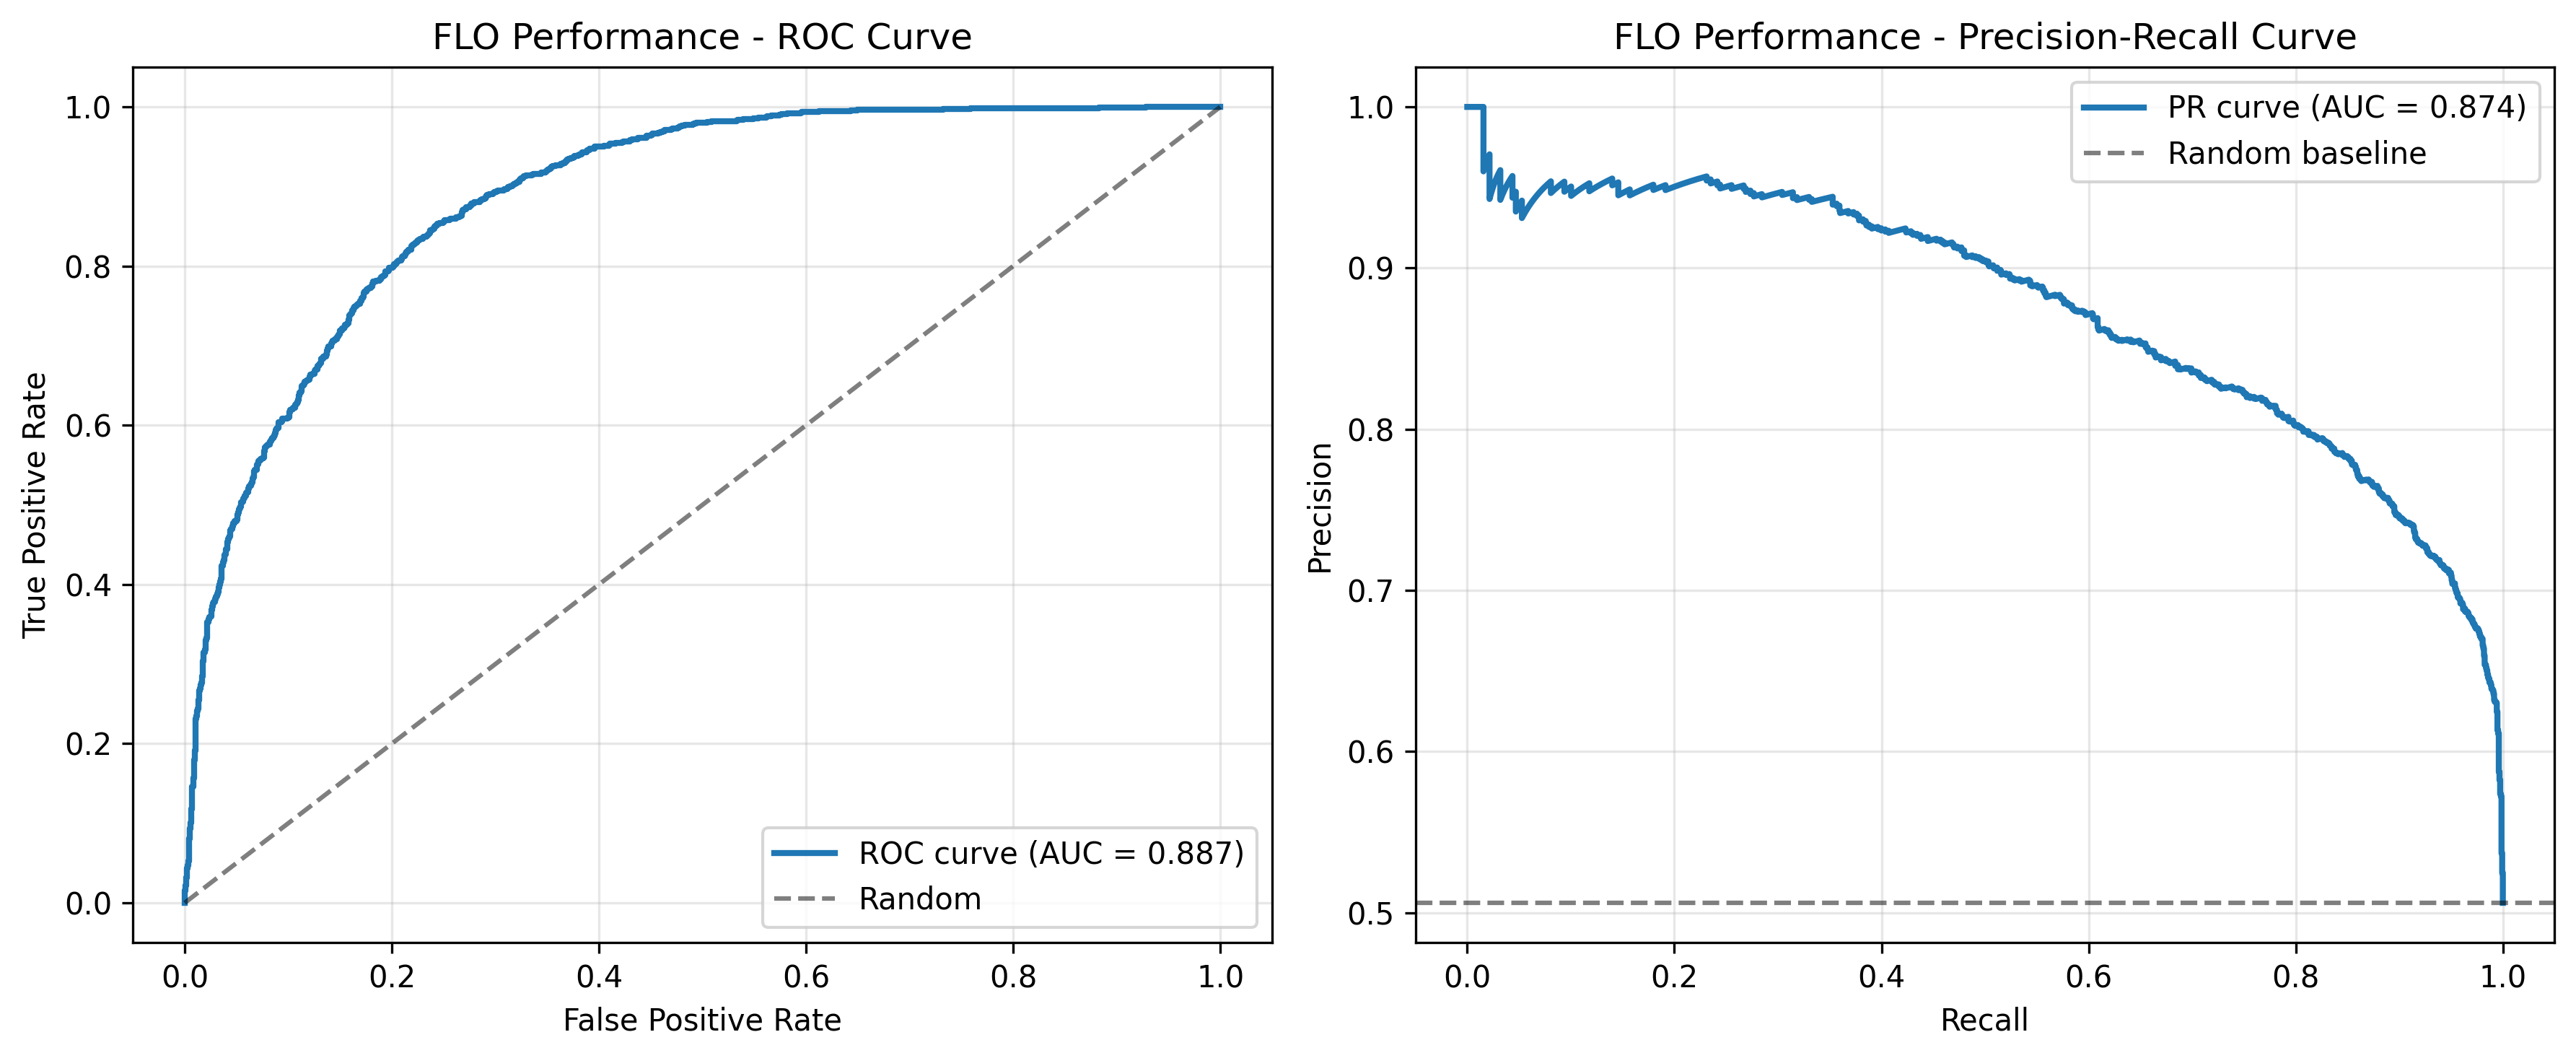 FLO Performance - ROC Curve
True Positive Rate
1.0
0.8
0.6
0.4
0.2
0.0
ROC curve (AUC = 0.887)
Random
0.0 0.2 0.4 0.6 0.8 1.0
False Positive Rate
FLO Performance - Precision-Recall Curve
Precision
1.0
0.9
0.8
0.7
0.6
0.5
PR curve (AUC = 0.874)
Random baseline
0.0 0.2 0.4 0.6 0.8 1.0
Recall